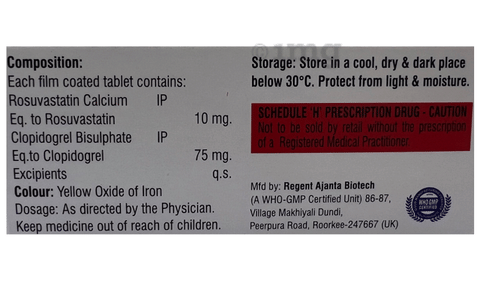 1mg
Composition:
Each film coated tablet contains:
Rosuvastatin Calcium IP
Eq. to Rosuvastatin 10 mg.
Clopidogrel Bisulphate IP
Eq.to Clopidogrel 75 mg.
Excipients q.s.
Colour: Yellow Oxide of Iron
Dosage: As directed by the Physician.
Keep medicine out of reach of children.
Storage: Store in a cool, dry & dark place
below 30°C. Protect from light & moisture.
SCHEDULE 'H' PRESCRIPTION DRUG - CAUTION
Not to be sold by retail without the prescription
of a Registered Medical Practitioner.
Mfd by: Regent Ajanta Biotech
(A WHO-GMP Certified Unit) 86-87,
Village Makhiyali Dundi,
Peerpura Road, Roorkee-247667 (UK)
WHO GMP
CERTIFIED